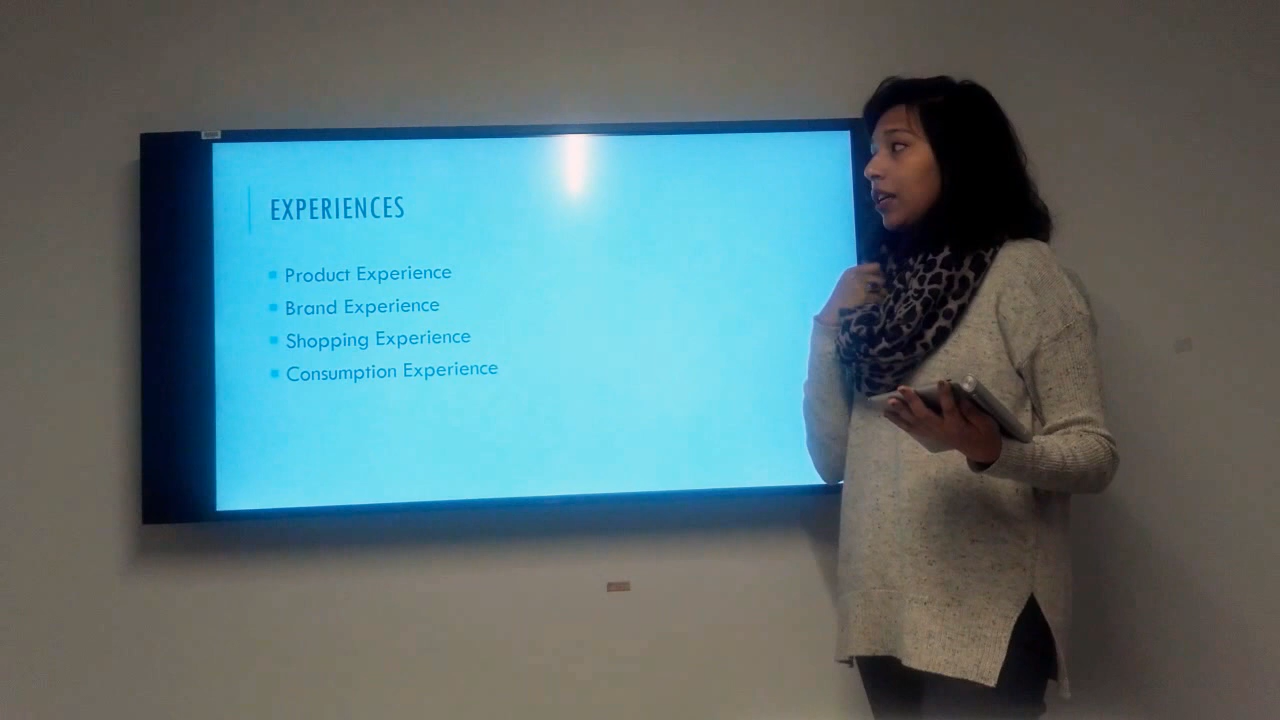 EXPERIENCES
Product Experience
Brand Experience
Shopping Experience
Consumption Experience